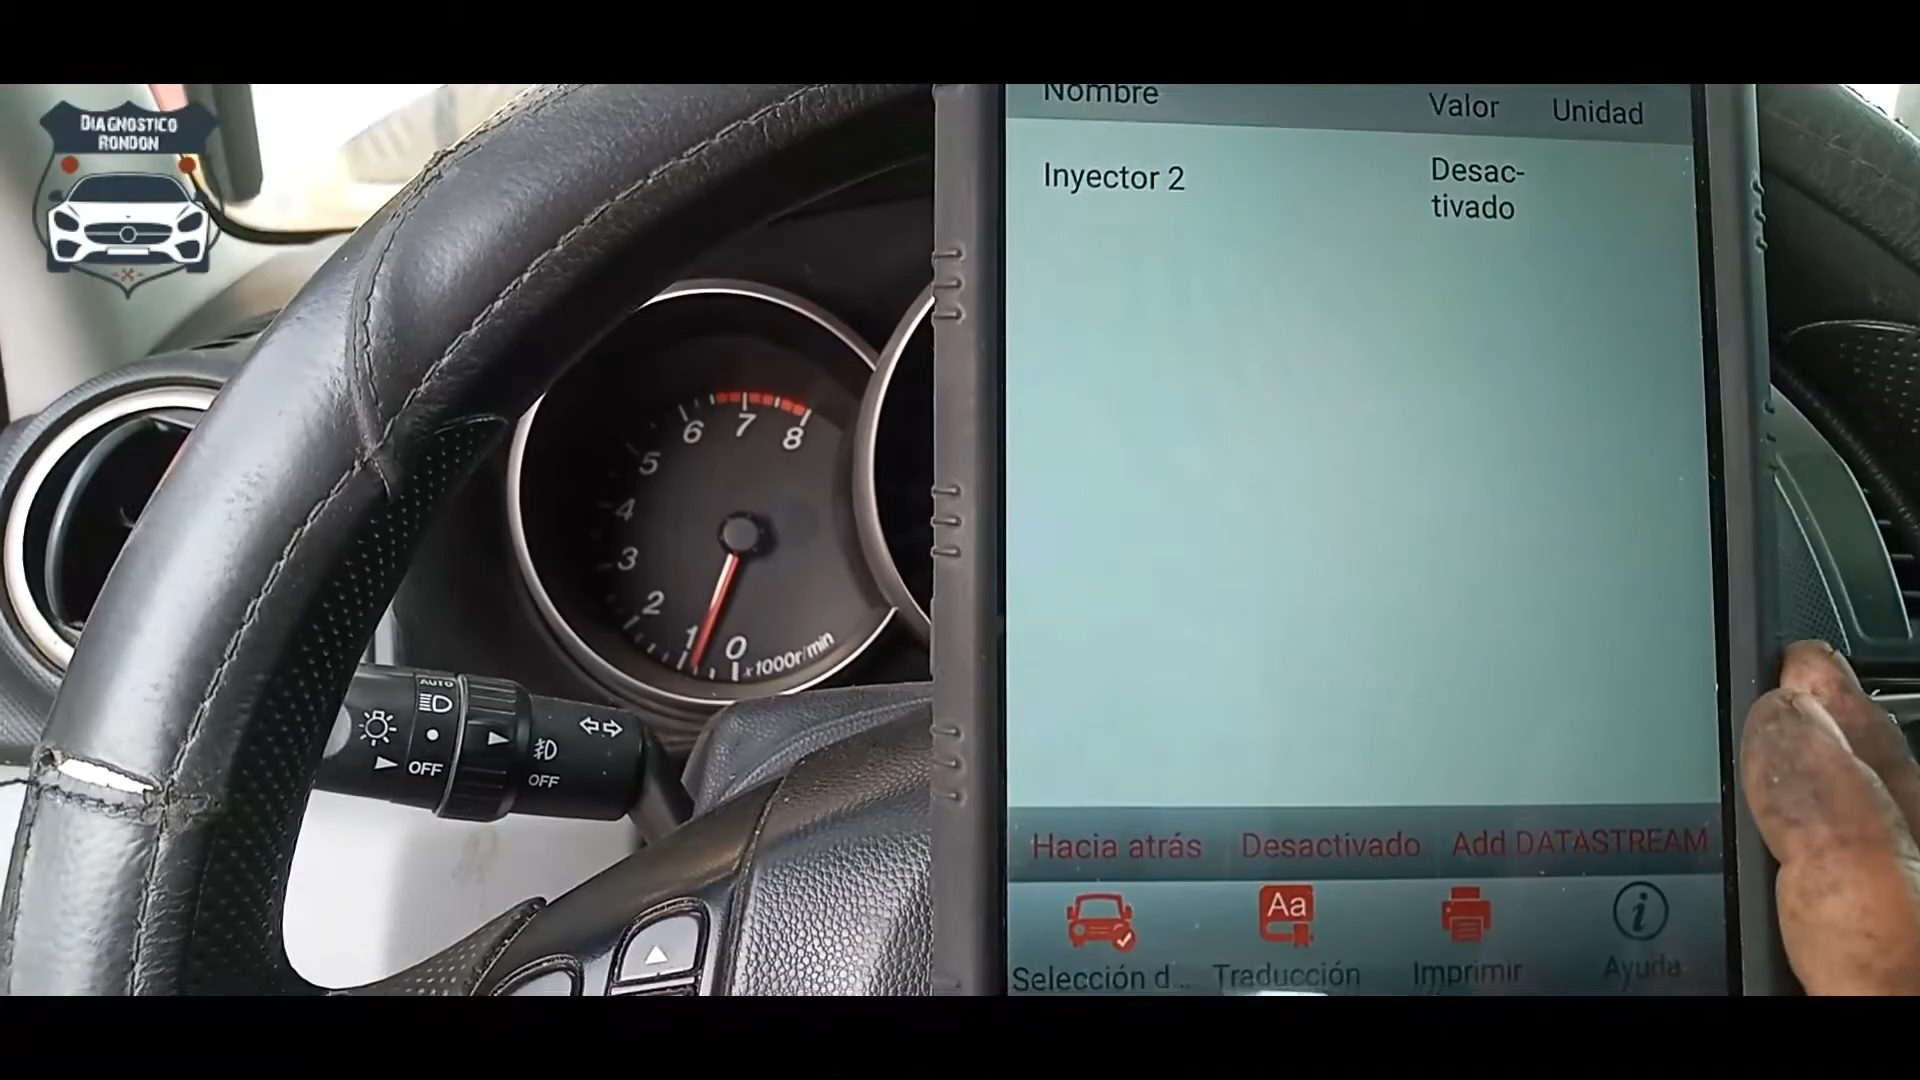 DIAGNOSTICO
RONDON
Nombre
Valor
Unidad
Inyector 2
Desac-
tivado
6
7
8
5
4
3
2
1
0
x1000r/min
AUTO
OFF
OFF
Hacia atrás
Desactivado
Add DATASTREAM
Aa
i
Selección d..
Traducción
Imprimir
Ayuda